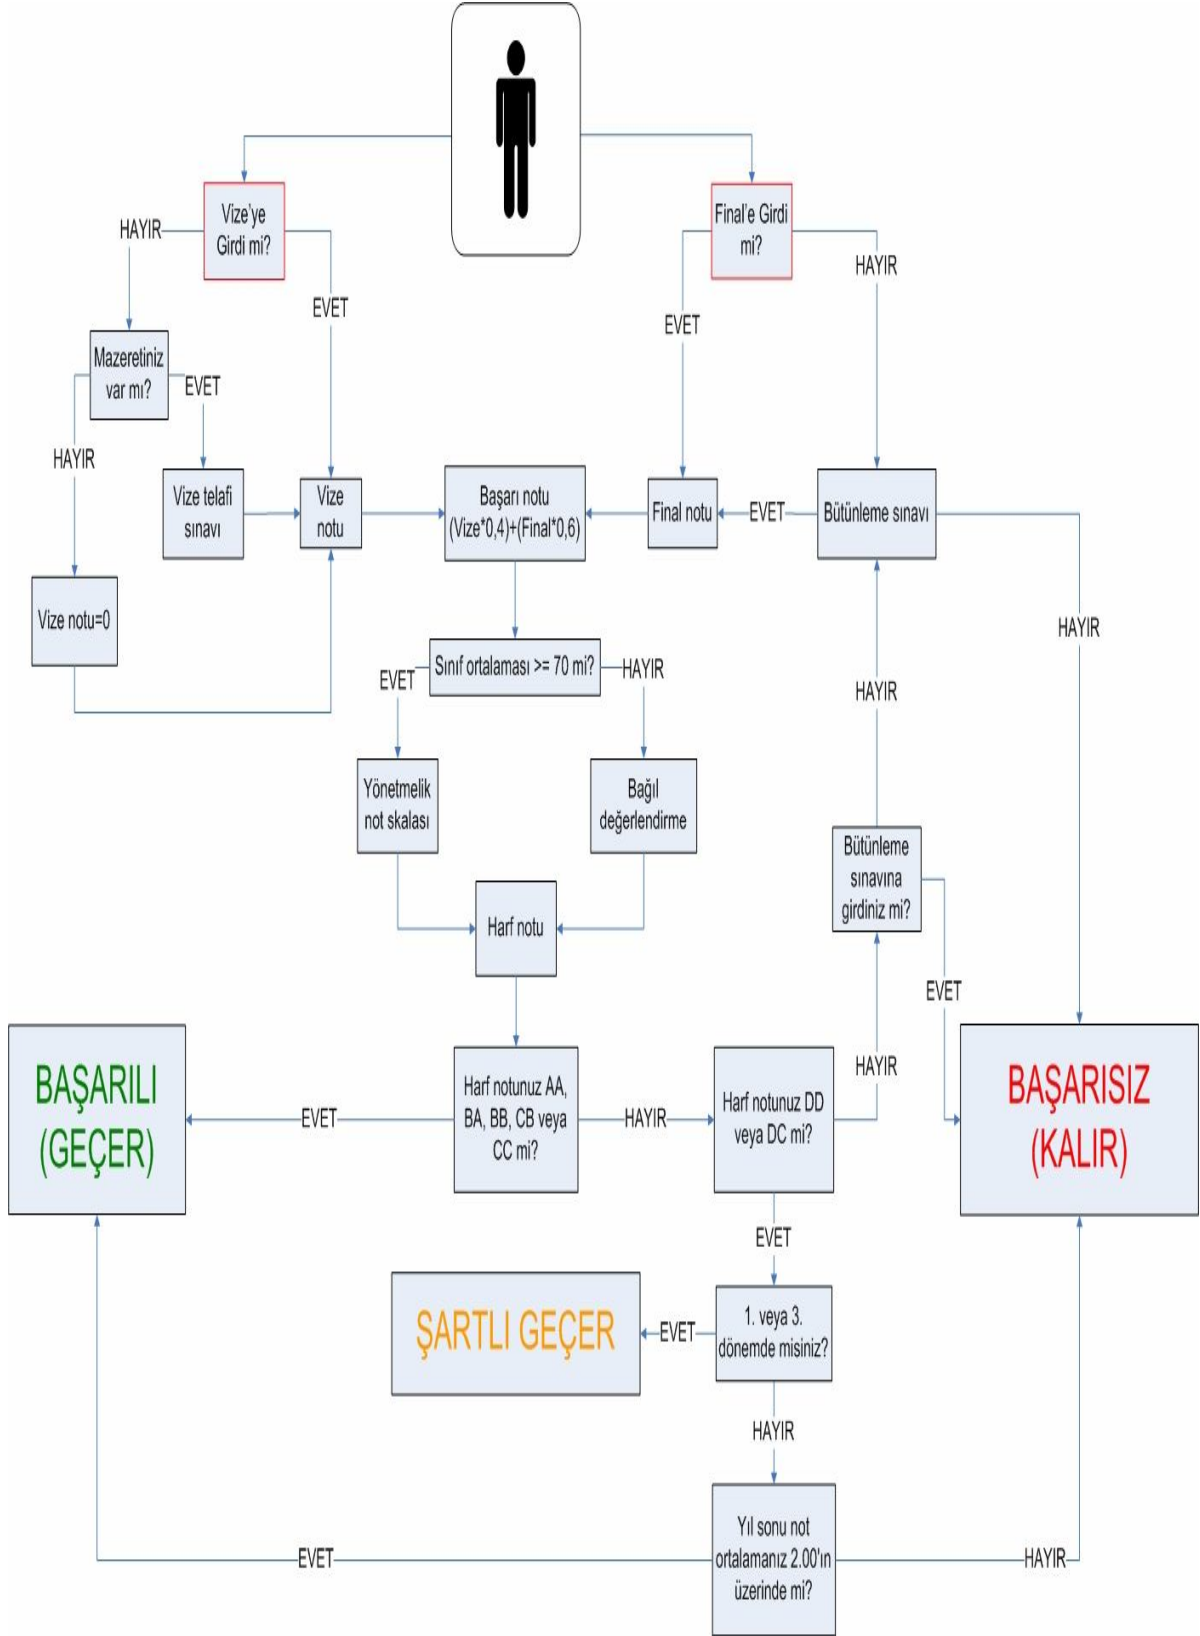 Vize'ye
Girdi mi?
Final'e Girdi
mi?
HAYIR
EVET
EVET
HAYIR
Mazeretiniz
var mı?
EVET
HAYIR
Vize telafi
sınavı
Vize
notu
Başarı notu
(Vize*0,4)+(Final*0,6)
Final notu
EVET
Bütünleme sınavı
Vize notu=0
HAYIR
Sınıf ortalaması >= 70 mi?
EVET
HAYIR
HAYIR
Yönetmelik
not skalası
Bağıl
değerlendirme
Bütünleme
sınavına
girdiniz mi?
Harf notu
EVET
BAŞARILI
(GEÇER)
EVET
Harf notunuz AA,
BA, BB, CB veya
CC mi?
HAYIR
Harf notunuz DD
veya DC mi?
HAYIR
BAŞARISIZ
(KALIR)
EVET
ŞARTLI GEÇER
EVET
1. veya 3.
dönemde misiniz?
HAYIR
EVET
Yıl sonu not
ortalamanız 2.00'ın
üzerinde mi?
HAYIR